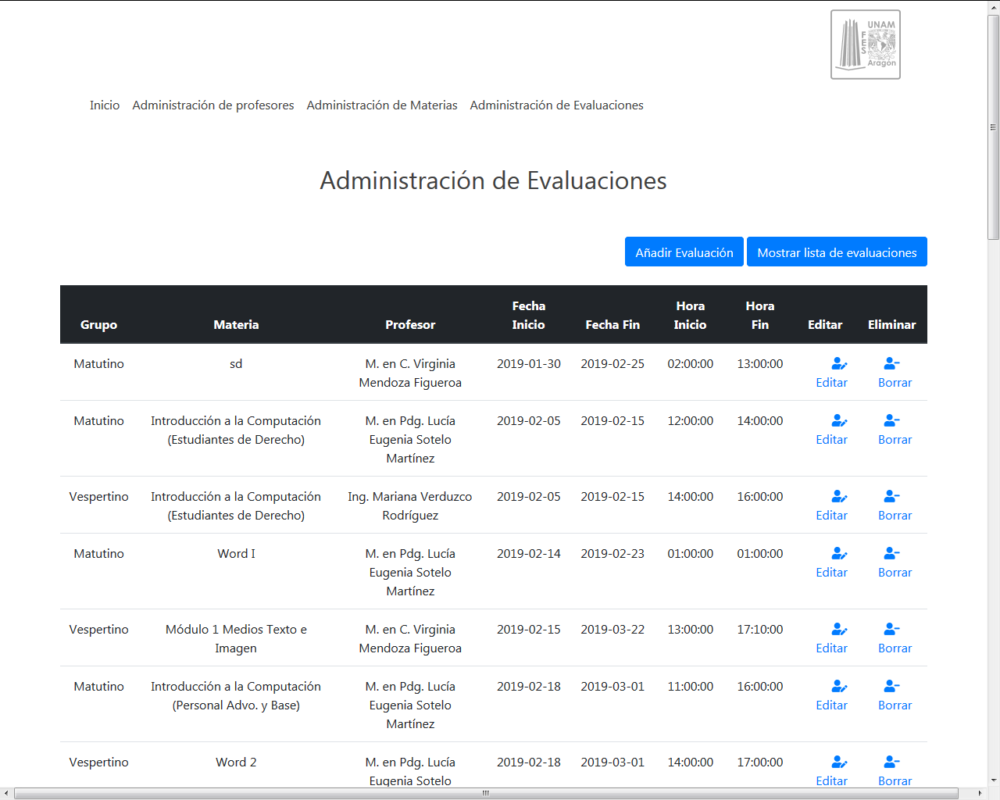 UNAM
FES
Aragón
Inicio Administración de profesores Administración de Materias Administración de Evaluaciones
Administración de Evaluaciones
Añadir Evaluación Mostrar lista de evaluaciones
Grupo Materia Profesor Fecha Inicio Fecha Fin Hora Inicio Hora Fin Editar Eliminar
Matutino sd M. en C. Virginia 2019-01-30 2019-02-25 02:00:00 13:00:00
Mendoza Figueroa Editar Borrar
Matutino Introducción a la Computación M. en Pdg. Lucía 2019-02-05 2019-02-15 12:00:00 14:00:00
(Estudiantes de Derecho) Eugenia Sotelo Editar Borrar
Martínez
Vespertino Introducción a la Computación Ing. Mariana Verduzco 2019-02-05 2019-02-15 14:00:00 16:00:00
(Estudiantes de Derecho) Rodríguez Editar Borrar
Matutino Word I M. en Pdg. Lucía 2019-02-14 2019-02-23 01:00:00 01:00:00
Eugenia Sotelo Editar Borrar
Martínez
Vespertino Módulo 1 Medios Texto e M. en C. Virginia 2019-02-15 2019-03-22 13:00:00 17:10:00
Imagen Mendoza Figueroa Editar Borrar
Matutino Introducción a la Computación M. en Pdg. Lucía 2019-02-18 2019-03-01 11:00:00 16:00:00
(Personal Advo. y Base) Eugenia Sotelo Editar Borrar
Martínez
Vespertino Word 2 M. en Pdg. Lucía 2019-02-18 2019-03-01 14:00:00 17:00:00
Eugenia Sotelo Editar Borrar